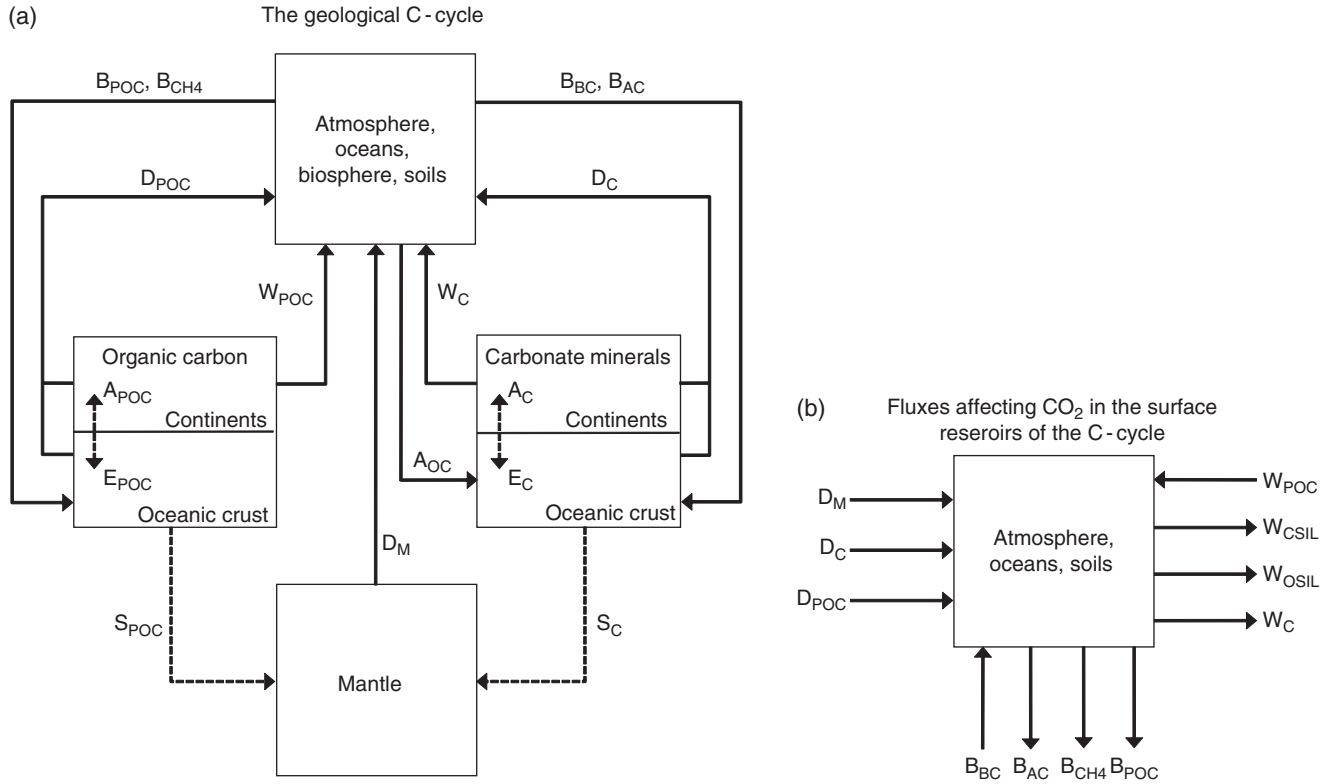 (a)
The geological C-cycle
B_POC, B_CH4
B_BC, B_AC
Atmosphere,
oceans,
biosphere, soils
D_POC
D_C
W_POC
W_C
Organic carbon
A_POC
Continents
E_POC
Oceanic crust
A_OC
Carbonate minerals
A_C
Continents
E_C
Oceanic crust
D_M
S_POC
S_C
Mantle
(b)
Fluxes affecting CO₂ in the surface
reseroirs of the C-cycle
D_M
D_C
D_POC
Atmosphere,
oceans, soils
W_POC
W_CSIL
W_OSIL
W_C
B_BC B_AC B_CH4 B_POC